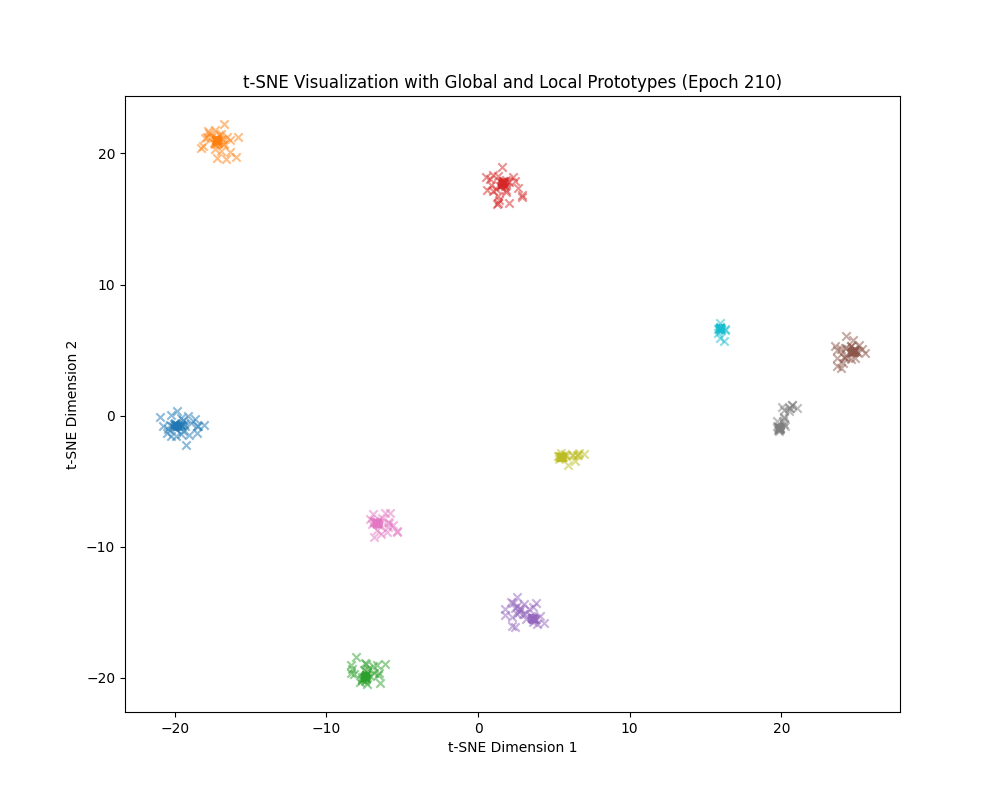 t-SNE Visualization with Global and Local Prototypes (Epoch 210)
20
10
0
−10
−20
t-SNE Dimension 2
−20 −10 0 10 20
t-SNE Dimension 1